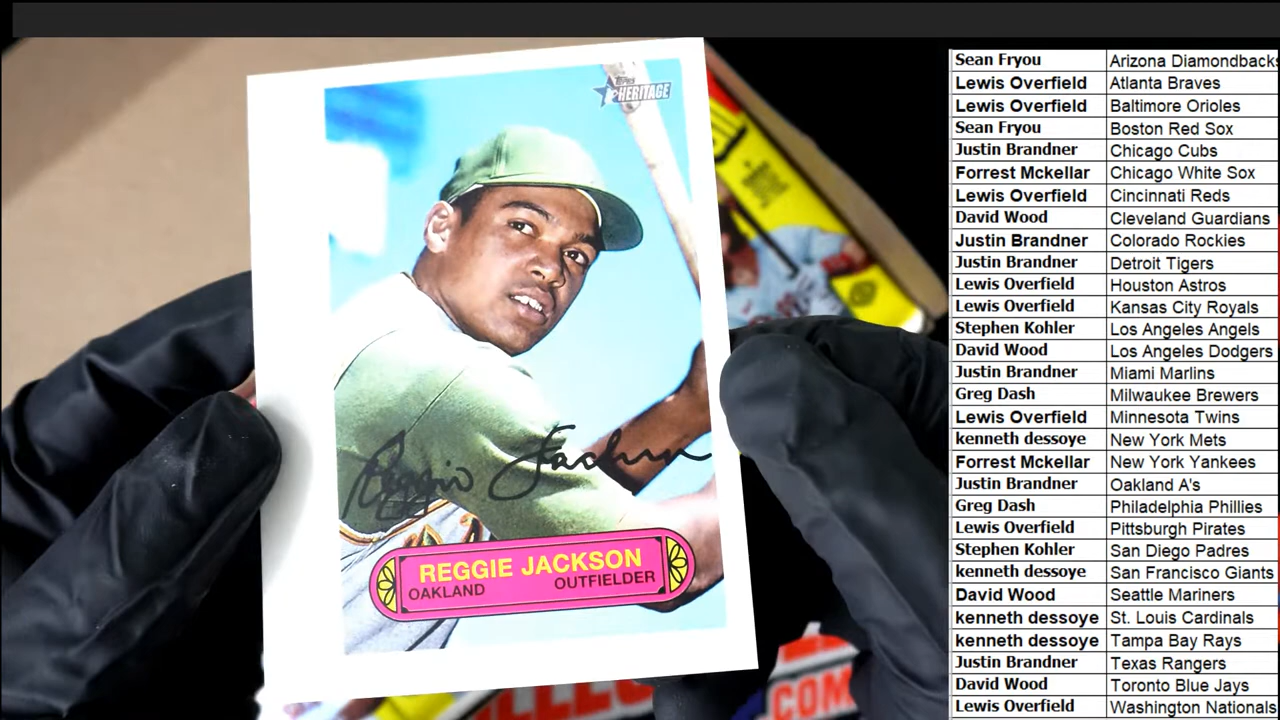 Topps
HERITAGE
Reggie Jackson
REGGIE JACKSON
OAKLAND OUTFIELDER
.COM
Sean Fryou Arizona Diamondbacks
Lewis Overfield Atlanta Braves
Lewis Overfield Baltimore Orioles
Sean Fryou Boston Red Sox
Justin Brandner Chicago Cubs
Forrest Mckellar Chicago White Sox
Lewis Overfield Cincinnati Reds
David Wood Cleveland Guardians
Justin Brandner Colorado Rockies
Justin Brandner Detroit Tigers
Lewis Overfield Houston Astros
Lewis Overfield Kansas City Royals
Stephen Kohler Los Angeles Angels
David Wood Los Angeles Dodgers
Justin Brandner Miami Marlins
Greg Dash Milwaukee Brewers
Lewis Overfield Minnesota Twins
kenneth dessoye New York Mets
Forrest Mckellar New York Yankees
Justin Brandner Oakland A's
Greg Dash Philadelphia Phillies
Lewis Overfield Pittsburgh Pirates
Stephen Kohler San Diego Padres
kenneth dessoye San Francisco Giants
David Wood Seattle Mariners
kenneth dessoye St. Louis Cardinals
kenneth dessoye Tampa Bay Rays
Justin Brandner Texas Rangers
David Wood Toronto Blue Jays
Lewis Overfield Washington Nationals